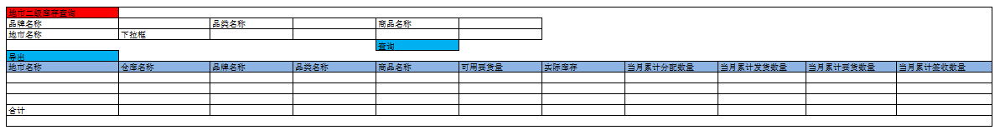 地市二级库存查询
品牌名称 品类名称 商品名称
地市名称 下拉框
查询
导出
地市名称 仓库名称 品牌名称 品类名称 商品名称 可用要货量 实际库存 当月累计分配数量 当月累计发货数量 当月累计要货数量 当月累计签收数量
合计